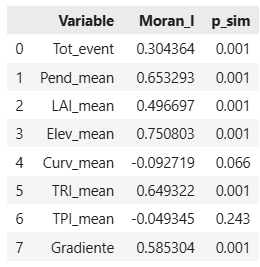 Variable Moran_I p_sim
0 Tot_event 0.304364 0.001
1 Pend_mean 0.653293 0.001
2 LAI_mean 0.496697 0.001
3 Elev_mean 0.750803 0.001
4 Curv_mean -0.092719 0.066
5 TRI_mean 0.649322 0.001
6 TPI_mean -0.049345 0.243
7 Gradiente 0.585304 0.001